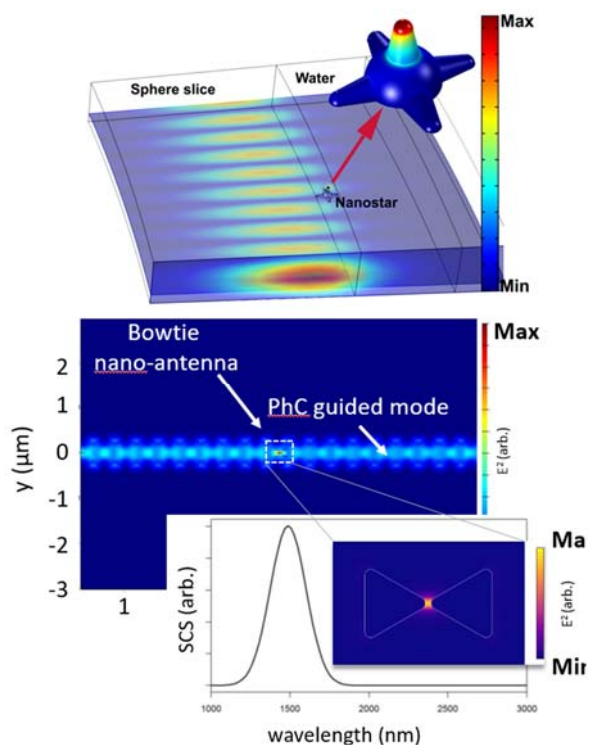 Max
Sphere slice
Water
Nanostar
Min
Bowtie
nano-antenna
Max
PhC guided mode
2
1
0
-1
-2
-3
y (µm)
1
E² (arb.)
SCS (arb.)
Ma
E² (arb.)
Mir
1000
1500
2000
2500
3000
wavelength (nm)